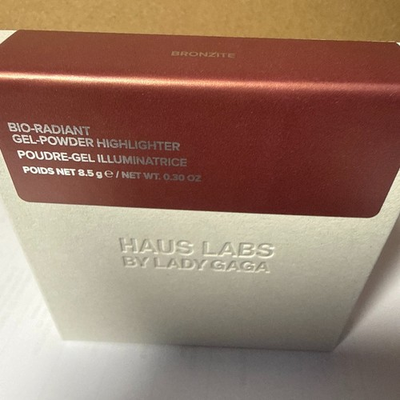 BRONZITE
BIO-RADIANT
GEL-POWDER HIGHLIGHTER
POUDRE-GEL ILLUMINATRICE
POIDS NET 8.5 g ℮ / NET WT. 0.30 OZ
HAUS LABS
BY LADY GAGA